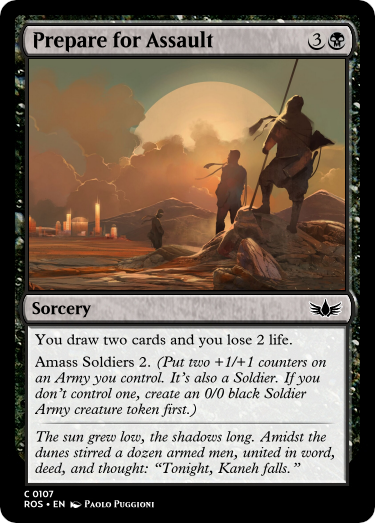 Prepare for Assault 3
Sorcery
You draw two cards and you lose 2 life.
Amass Soldiers 2. (Put two +1/+1 counters on
an Army you control. It's also a Soldier. If you
don't control one, create an 0/0 black Soldier
Army creature token first.)
The sun grew low, the shadows long. Amidst the
dunes stirred a dozen armed men, united in word,
deed, and thought: “Tonight, Kaneh falls.”
C 0107
ROS • EN Paolo Puggioni